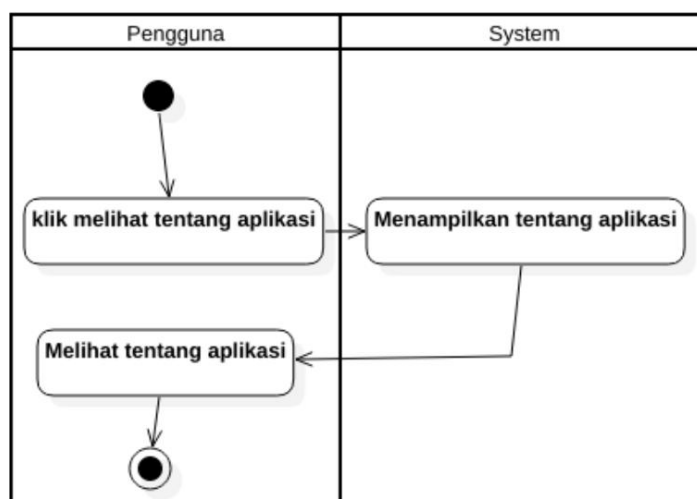 Pengguna
System
klik melihat tentang aplikasi
Menampilkan tentang aplikasi
Melihat tentang aplikasi